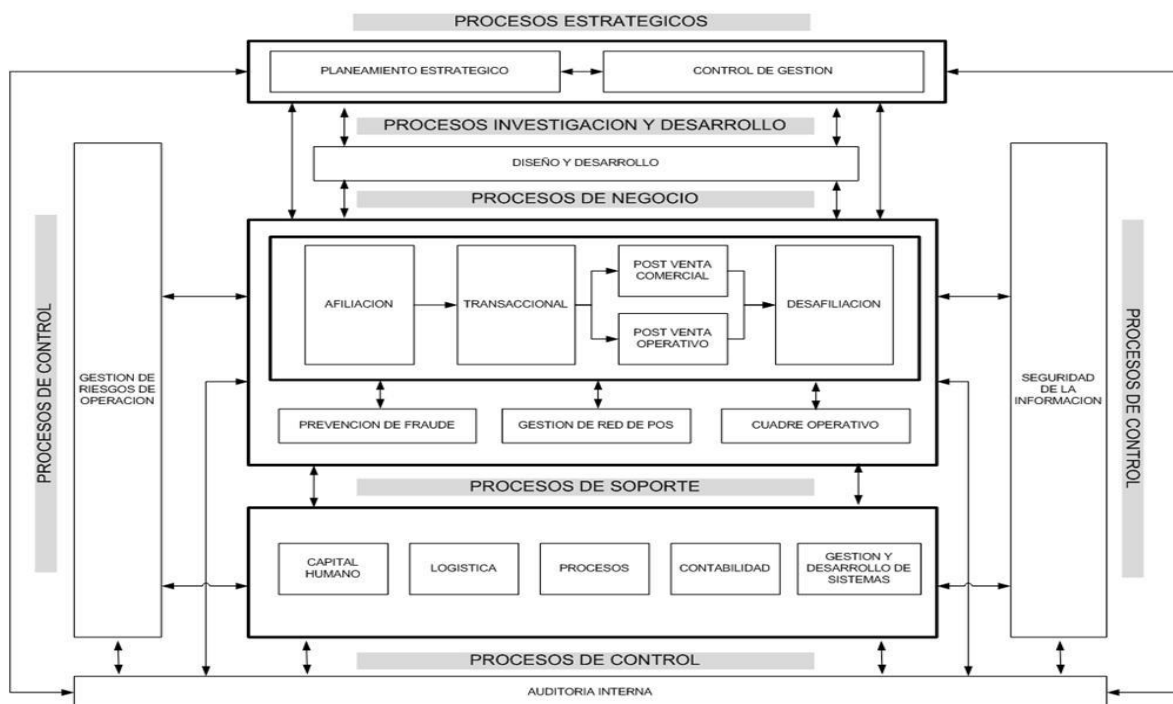 PROCESOS ESTRATEGICOS
PLANEAMIENTO ESTRATEGICO
CONTROL DE GESTION
PROCESOS INVESTIGACION Y DESARROLLO
DISEÑO Y DESARROLLO
PROCESOS DE NEGOCIO
AFILIACION
TRANSACCIONAL
POST VENTA
COMERCIAL
POST VENTA
OPERATIVO
DESAFILIACION
PREVENCION DE FRAUDE
GESTION DE RED DE POS
CUADRE OPERATIVO
PROCESOS DE CONTROL
GESTION DE
RIESGOS DE
OPERACION
SEGURIDAD
DE LA
INFORMACION
PROCESOS DE CONTROL
PROCESOS DE SOPORTE
CAPITAL
HUMANO
LOGISTICA
PROCESOS
CONTABILIDAD
GESTION Y
DESARROLLO DE
SISTEMAS
PROCESOS DE CONTROL
AUDITORIA INTERNA